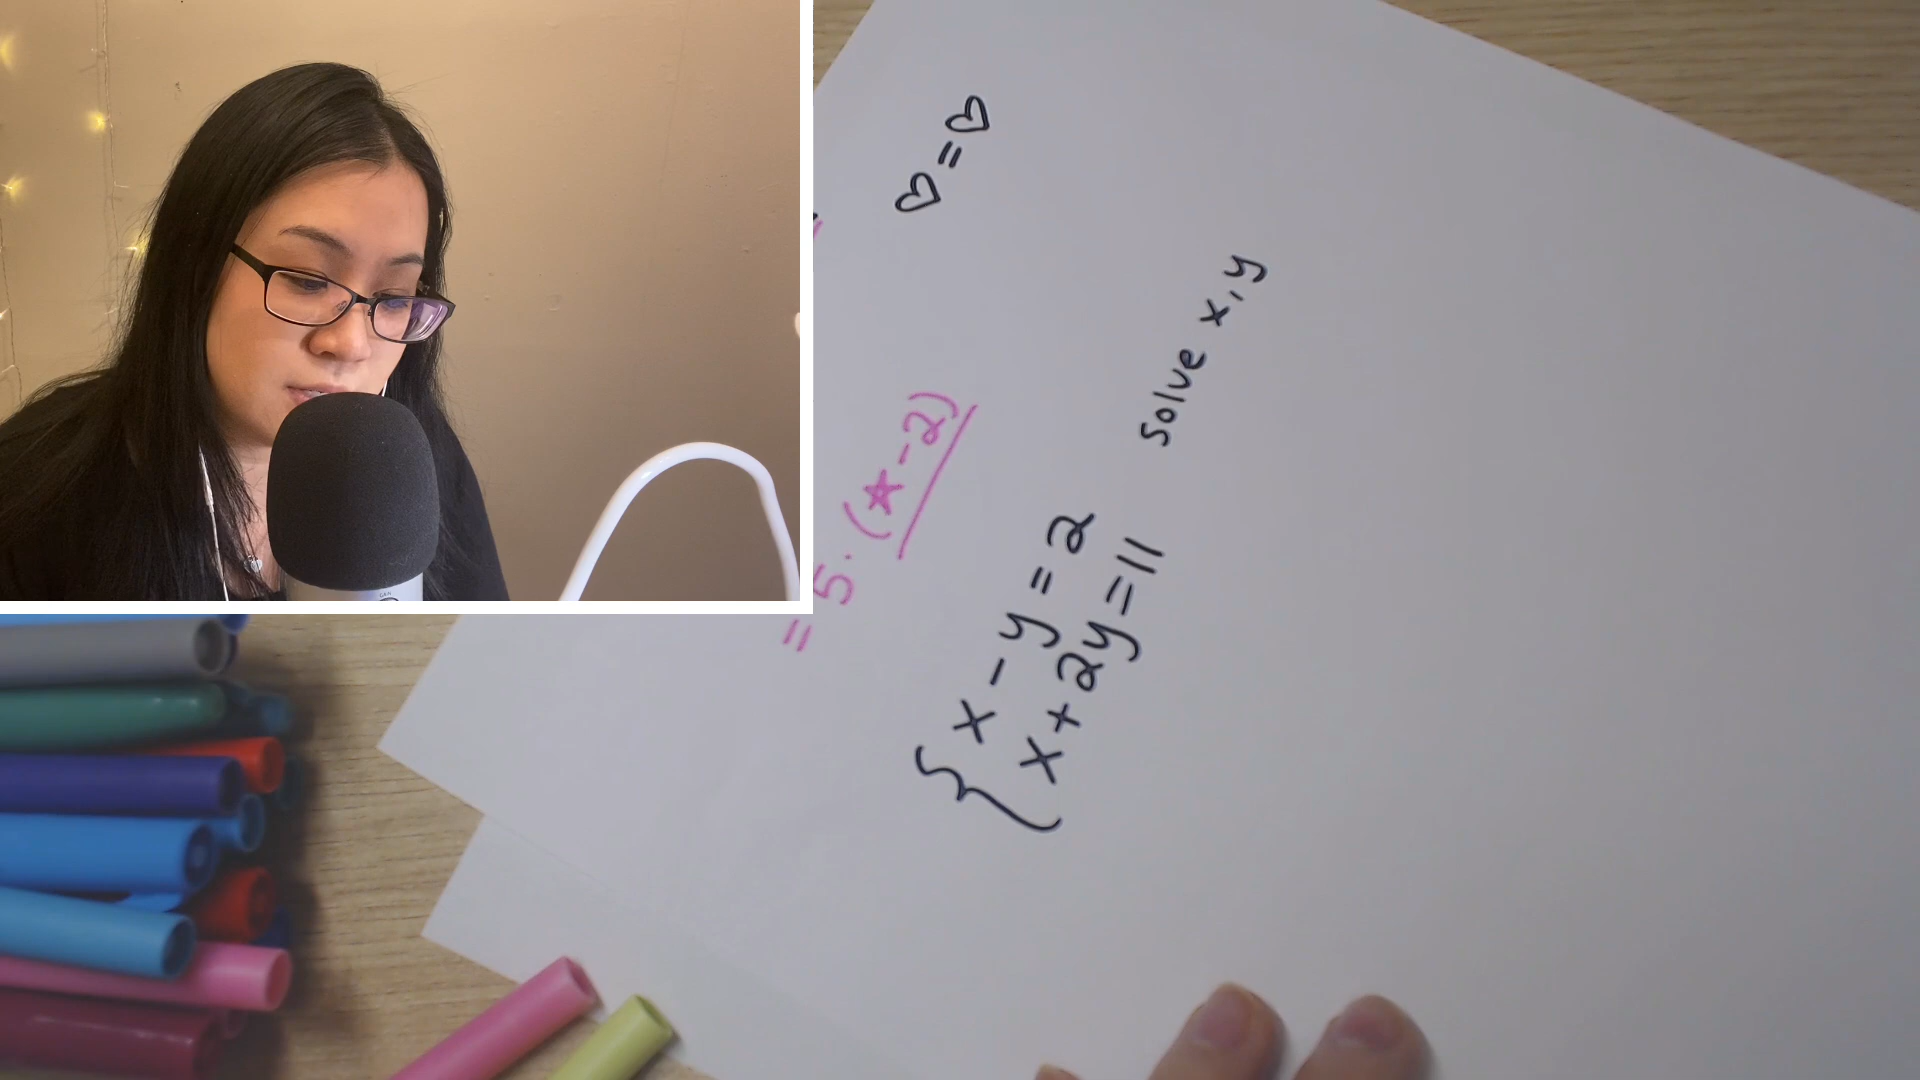 ♡=♡
= 5·(☆-2)
{ x - y = 2
x + 2y = 11
Solve x, y